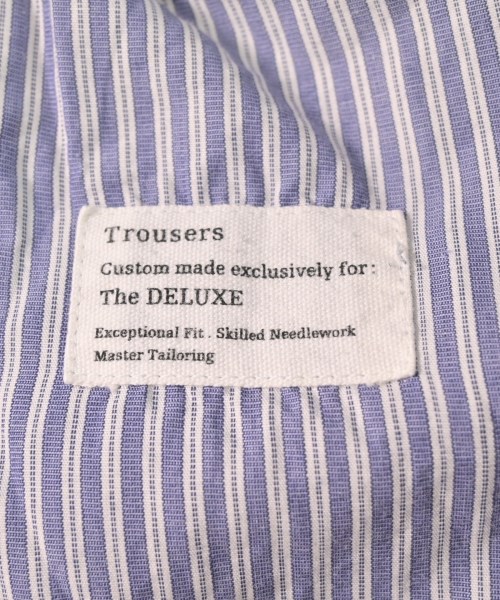 Trousers
Custom made exclusively for:
The DELUXE
Exceptional Fit . Skilled Needlework
Master Tailoring